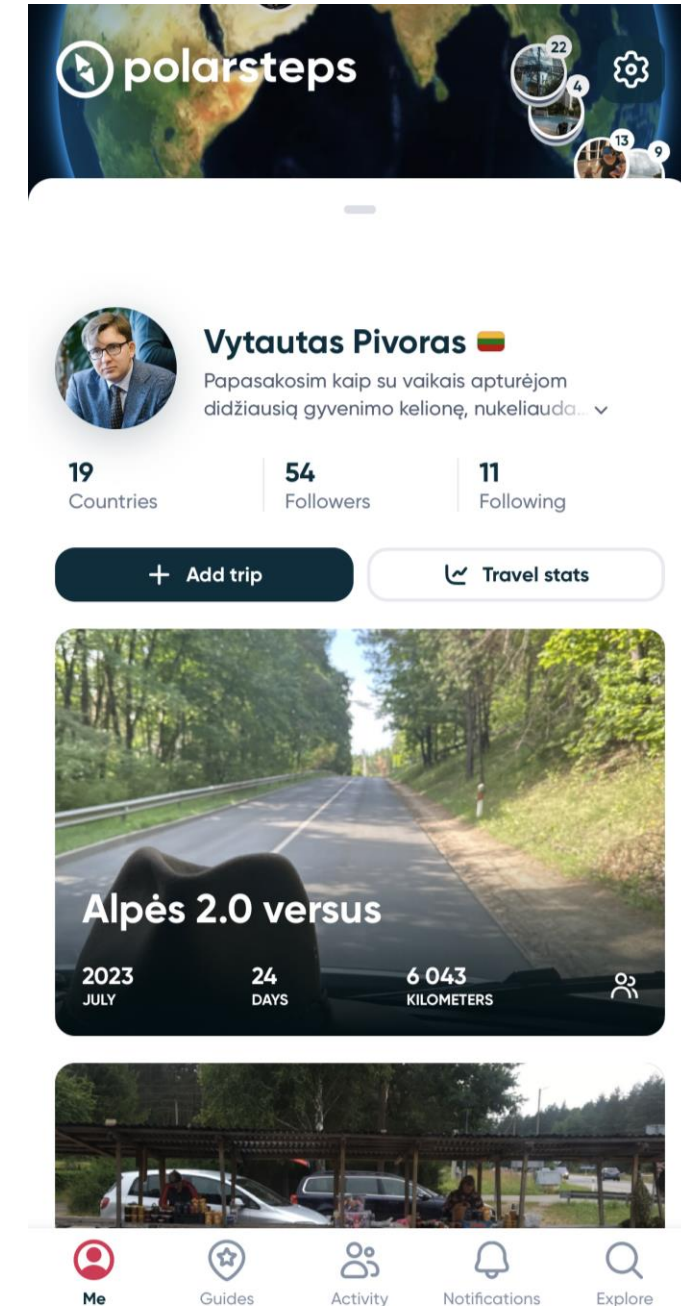 polarsteps
22
4
13
9
Vytautas Pivoras
Papasakosim kaip su vaikais apturėjom
didžiausią gyvenimo kelionę, nukeliauda...
19
54
11
Countries
Followers
Following
+ Add trip
Travel stats
Alpės 2.0 versus
2023
24
6 043
JULY
DAYS
KILOMETERS
Me
Guides
Activity
Notifications
Explore